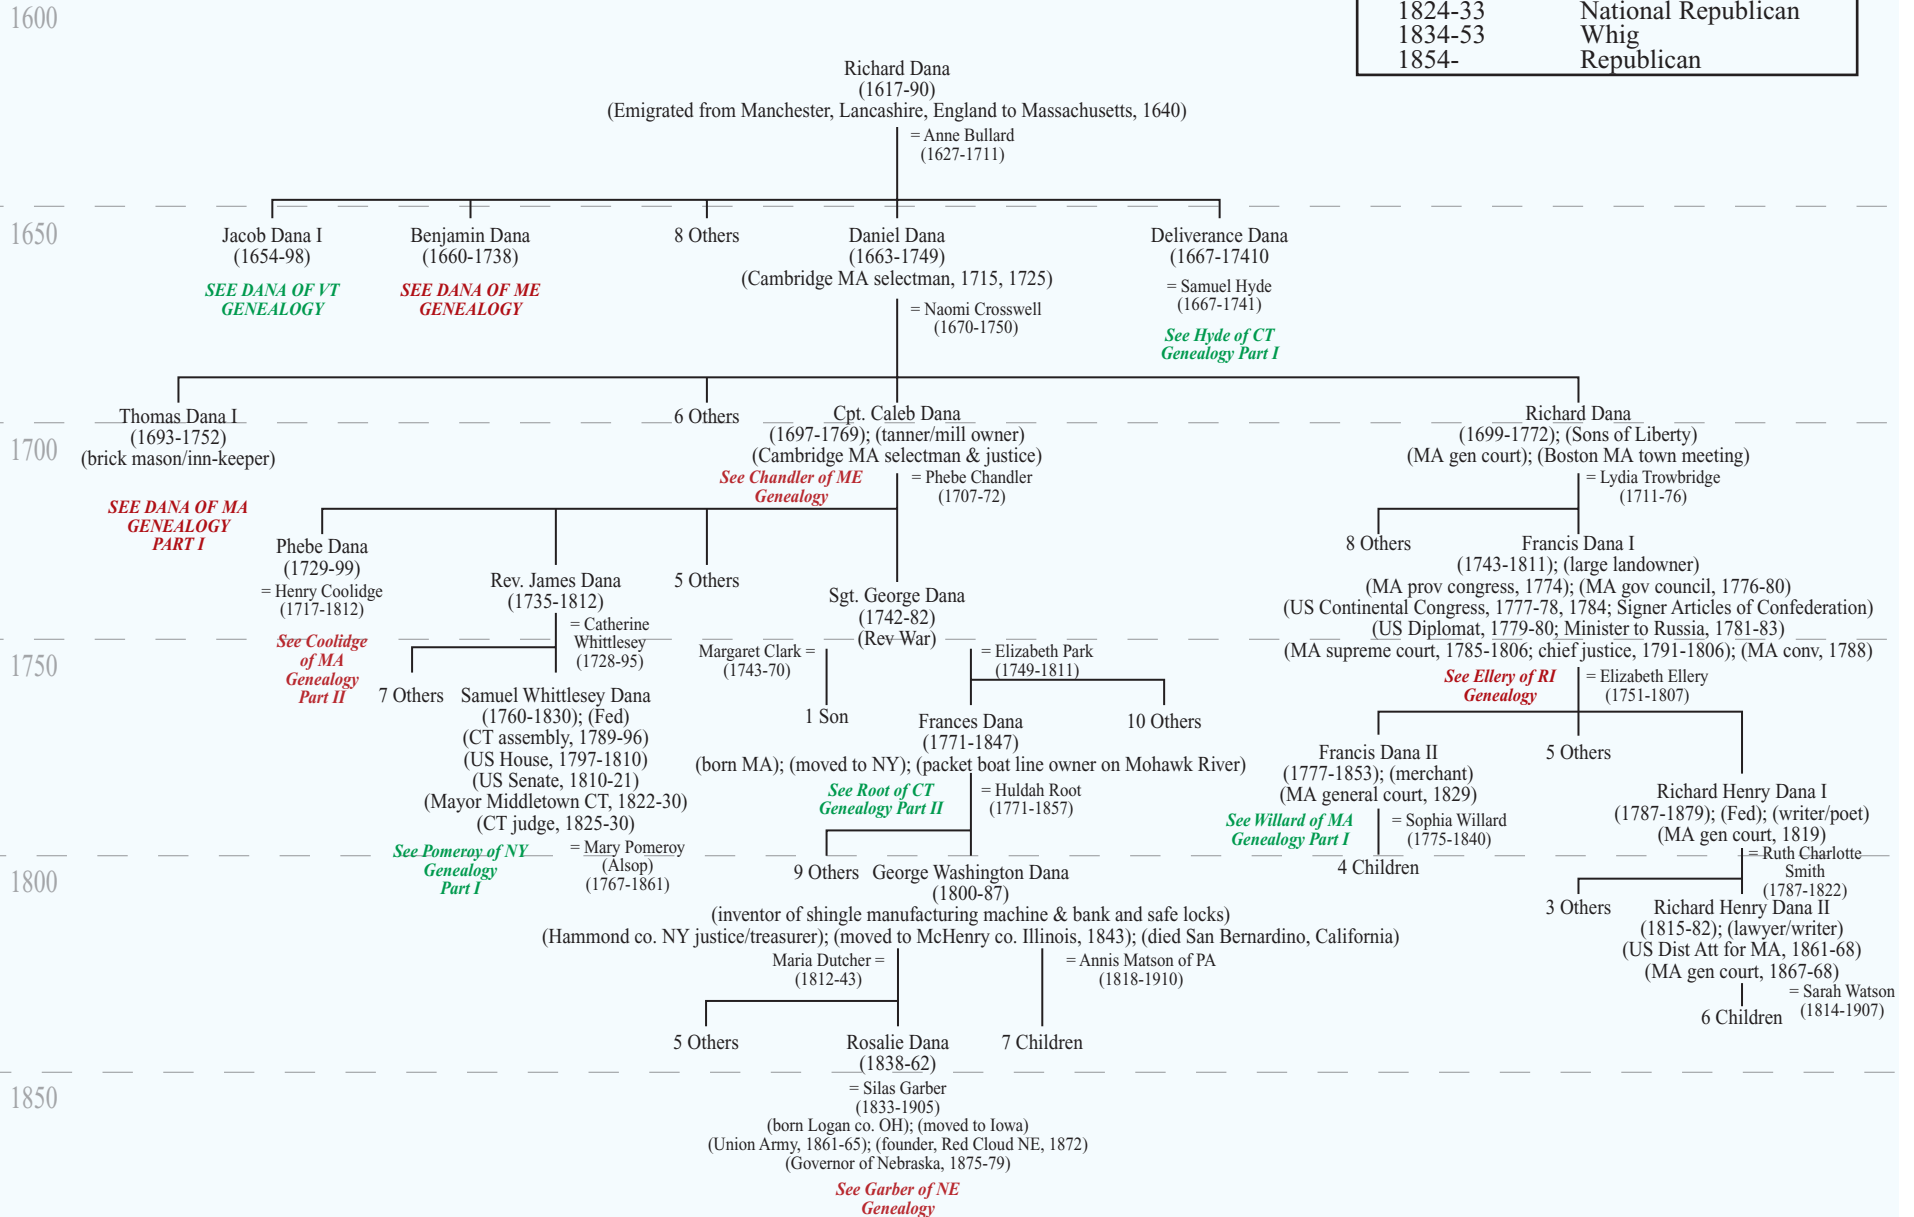 1600
1824-33 National Republican
1834-53 Whig
1854- Republican
Richard Dana
(1617-90)
(Emigrated from Manchester, Lancashire, England to Massachusetts, 1640)
= Anne Bullard
(1627-1711)
1650
Jacob Dana I
(1654-98)
SEE DANA OF VT
GENEALOGY
Benjamin Dana
(1660-1738)
SEE DANA OF ME
GENEALOGY
8 Others
Daniel Dana
(1663-1749)
(Cambridge MA selectman, 1715, 1725)
= Naomi Crosswell
(1670-1750)
Deliverance Dana
(1667-17410
= Samuel Hyde
(1667-1741)
See Hyde of CT
Genealogy Part I
1700
Thomas Dana I
(1693-1752)
(brick mason/inn-keeper)
SEE DANA OF MA
GENEALOGY
PART I
6 Others
Cpt. Caleb Dana
(1697-1769); (tanner/mill owner)
(Cambridge MA selectman & justice)
See Chandler of ME
Genealogy
= Phebe Chandler
(1707-72)
Richard Dana
(1699-1772); (Sons of Liberty)
(MA gen court); (Boston MA town meeting)
= Lydia Trowbridge
(1711-76)
Phebe Dana
(1729-99)
= Henry Coolidge
(1717-1812)
See Coolidge
of MA
Genealogy
Part II
Rev. James Dana
(1735-1812)
= Catherine
Whittlesey
(1728-95)
5 Others
Sgt. George Dana
(1742-82)
(Rev War)
8 Others
Francis Dana I
(1743-1811); (large landowner)
(MA prov congress, 1774); (MA gov council, 1776-80)
(US Continental Congress, 1777-78, 1784; Signer Articles of Confederation)
(US Diplomat, 1779-80; Minister to Russia, 1781-83)
(MA supreme court, 1785-1806; chief justice, 1791-1806); (MA conv, 1788
See Ellery of RI
Genealogy
= Elizabeth Ellery
(1751-1807)
1750
7 Others
Samuel Whittlesey Dana
(1760-1830); (Fed)
(CT assembly, 1789-96)
(US House, 1797-1810)
(US Senate, 1810-21)
(Mayor Middletown CT, 1822-30)
(CT judge, 1825-30)
See Pomeroy of NY
Genealogy
Part I
= Mary Pomeroy
(Alsop)
(1767-1861)
Margaret Clark =
(1743-70)
= Elizabeth Park
(1749-1811)
1 Son
Frances Dana
(1771-1847)
10 Others
(born MA); (moved to NY); (packet boat line owner on Mohawk River)
See Root of CT
Genealogy Part II
= Huldah Root
(1771-1857)
Francis Dana II
(1777-1853); (merchant)
(MA general court, 1829)
See Willard of MA
Genealogy Part I
= Sophia Willard
(1775-1840)
4 Children
5 Others
Richard Henry Dana I
(1787-1879); (Fed); (writer/poet)
(MA gen court, 1819)
= Ruth Charlotte
Smith
(1787-1822)
1800
9 Others
George Washington Dana
(1800-87)
(inventor of shingle manufacturing machine & bank and safe locks)
(Hammond co. NY justice/treasurer); (moved to McHenry co. Illinois, 1843); (died San Bernardino, California)
Maria Dutcher =
(1812-43)
= Annis Matson of PA
(1818-1910)
3 Others
Richard Henry Dana II
(1815-82); (lawyer/writer)
(US Dist Att for MA, 1861-68)
(MA gen court, 1867-68)
= Sarah Watson
(1814-1907)
6 Children
5 Others
Rosalie Dana
(1838-62)
7 Children
1850
= Silas Garber
(1833-1905)
(born Logan co. OH); (moved to Iowa)
(Union Army, 1861-65); (founder, Red Cloud NE, 1872)
(Governor of Nebraska, 1875-79)
See Garber of NE
Genealogy